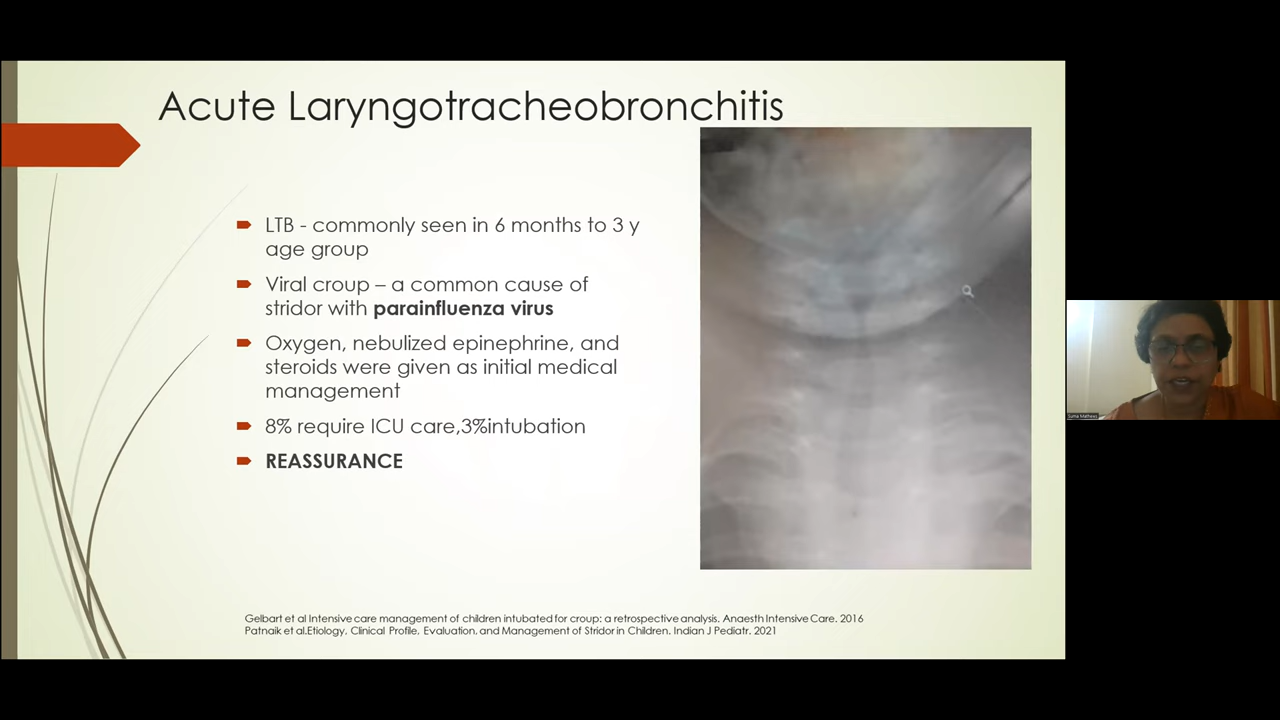 Acute Laryngotracheobronchitis
LTB - commonly seen in 6 months to 3 y
age group
Viral croup – a common cause of
stridor with parainfluenza virus
Oxygen, nebulized epinephrine, and
steroids were given as initial medical
management
8% require ICU care,3%intubation
REASSURANCE
Gelbart et al Intensive care management of children intubated for croup: a retrospective analysis. Anaesth Intensive Care. 2016
Patnaik et al.Etiology, Clinical Profile, Evaluation, and Management of Stridor in Children. Indian J Pediatr. 2021